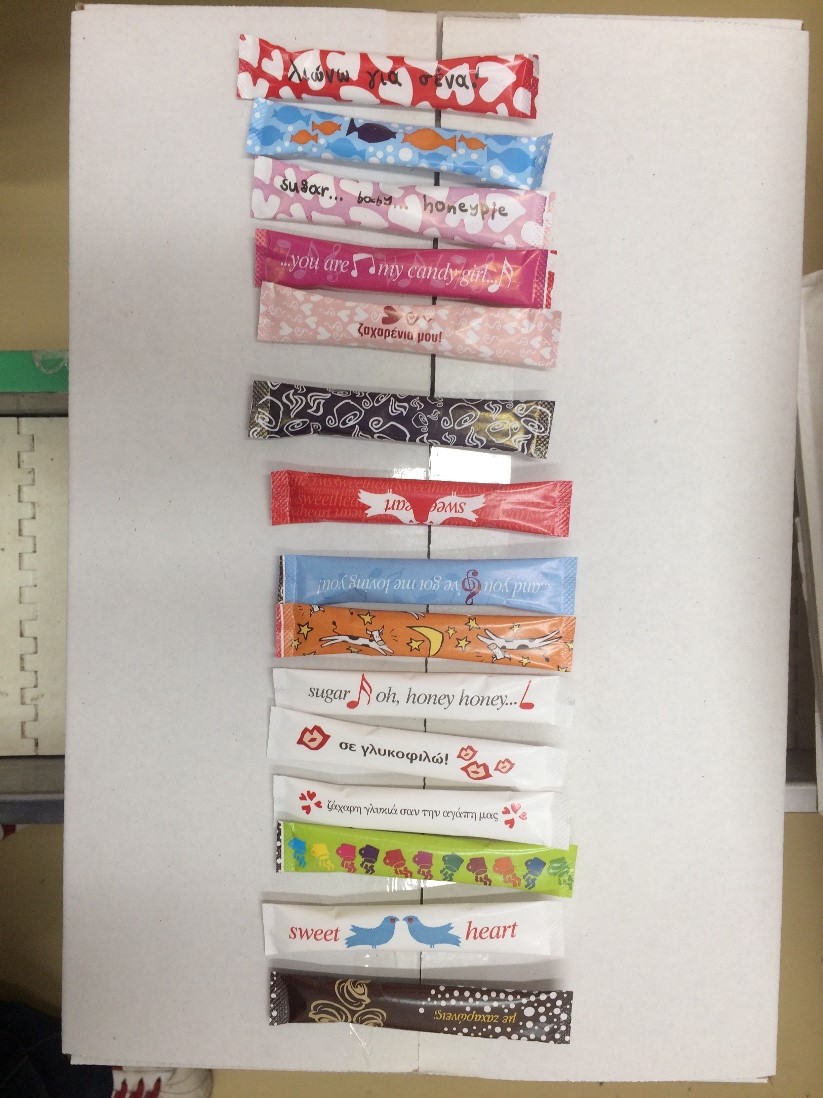 λιώνω για σένα!
sugar... baby... honeypie
...you are my candy girl...
ζαχαρένια μου!
sweetheart
...and you 've got me loving you!
sugar oh, honey honey...
σε γλυκοφιλώ!
ζάχαρη γλυκιά σαν την αγάπη μας
sweet heart
με ζαχαρώνεις;